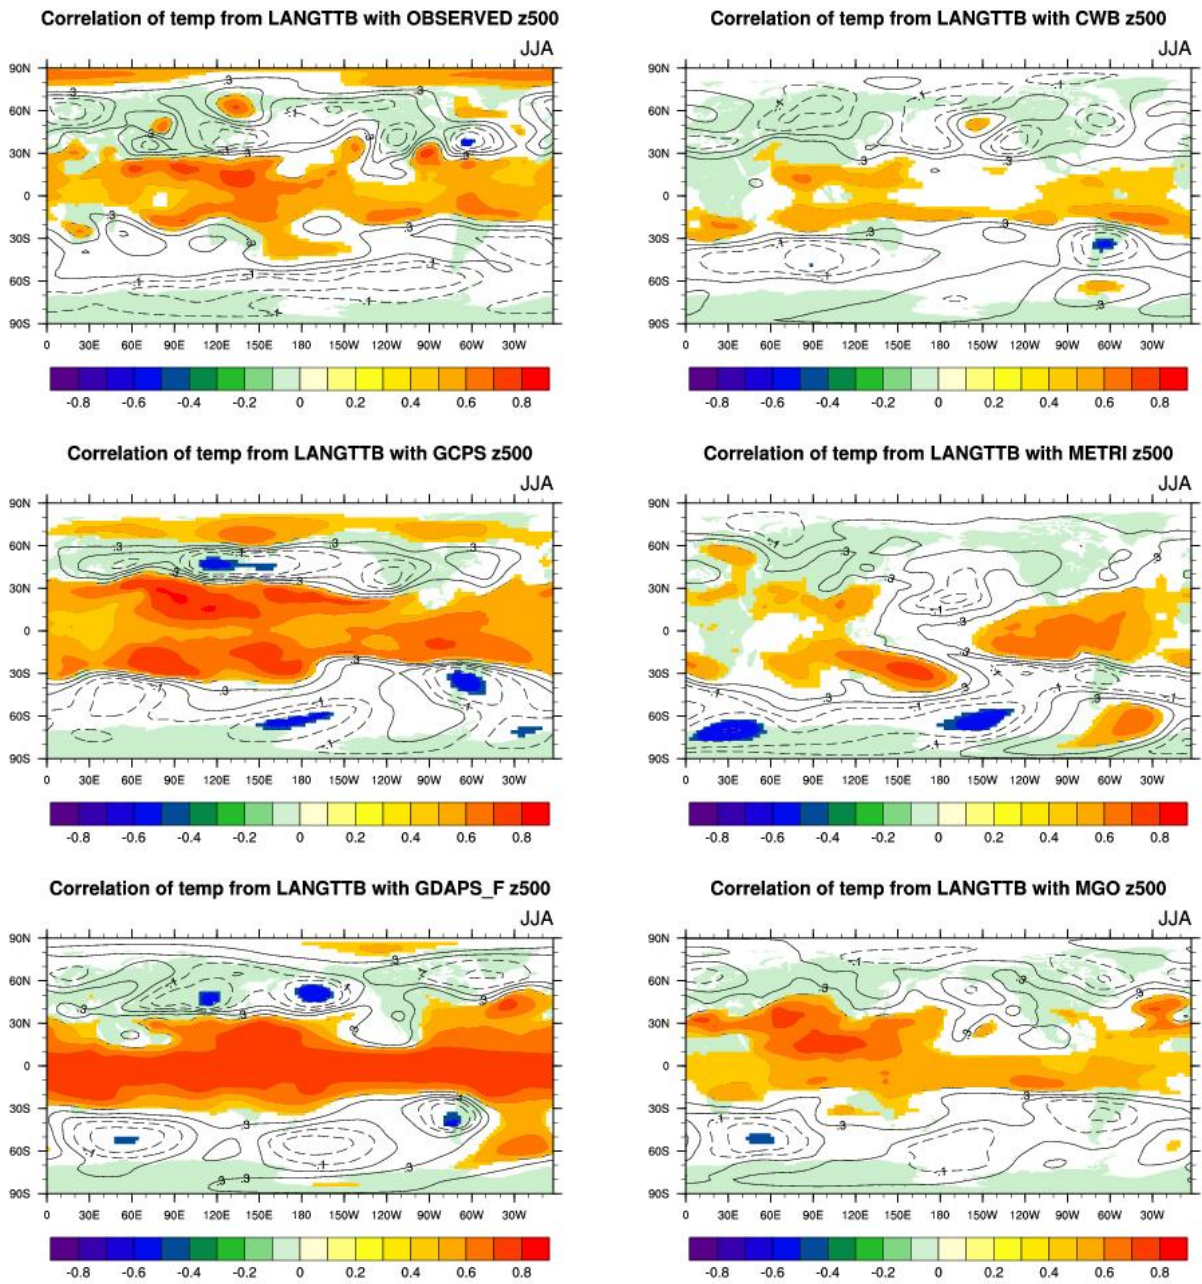 Correlation of temp from LANGTTB with OBSERVED z500
JJA
90N
60N
30N
0
30S
60S
90S
0 30E 60E 90E 120E 150E 180 150W 120W 90W 60W 30W
-0.8 -0.6 -0.4 -0.2 0 0.2 0.4 0.6 0.8
Correlation of temp from LANGTTB with CWB z500
JJA
90N
60N
30N
0
30S
60S
90S
0 30E 60E 90E 120E 150E 180 150W 120W 90W 60W 30W
-0.8 -0.6 -0.4 -0.2 0 0.2 0.4 0.6 0.8
Correlation of temp from LANGTTB with GCPS z500
JJA
90N
60N
30N
0
30S
60S
90S
0 30E 60E 90E 120E 150E 180 150W 120W 90W 60W 30W
-0.8 -0.6 -0.4 -0.2 0 0.2 0.4 0.6 0.8
Correlation of temp from LANGTTB with METRI z500
JJA
90N
60N
30N
0
30S
60S
90S
0 30E 60E 90E 120E 150E 180 150W 120W 90W 60W 30W
-0.8 -0.6 -0.4 -0.2 0 0.2 0.4 0.6 0.8
Correlation of temp from LANGTTB with GDAPS_F z500
JJA
90N
60N
30N
0
30S
60S
90S
0 30E 60E 90E 120E 150E 180 150W 120W 90W 60W 30W
-0.8 -0.6 -0.4 -0.2 0 0.2 0.4 0.6 0.8
Correlation of temp from LANGTTB with MGO z500
JJA
90N
60N
30N
0
30S
60S
90S
0 30E 60E 90E 120E 150E 180 150W 120W 90W 60W 30W
-0.8 -0.6 -0.4 -0.2 0 0.2 0.4 0.6 0.8